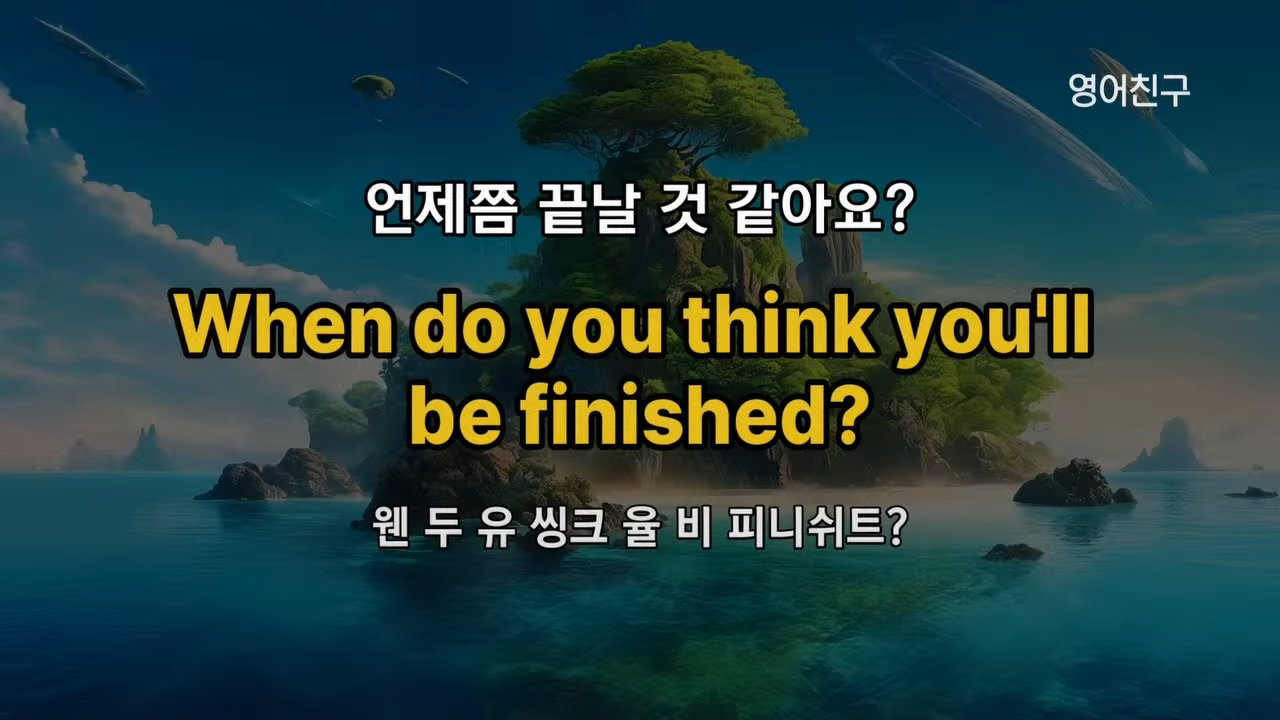 영어친구
언제쯤 끝날 것 같아요?
When do you think you'll
be finished?
웬 두 유 씽크 율 비 피니쉬트?